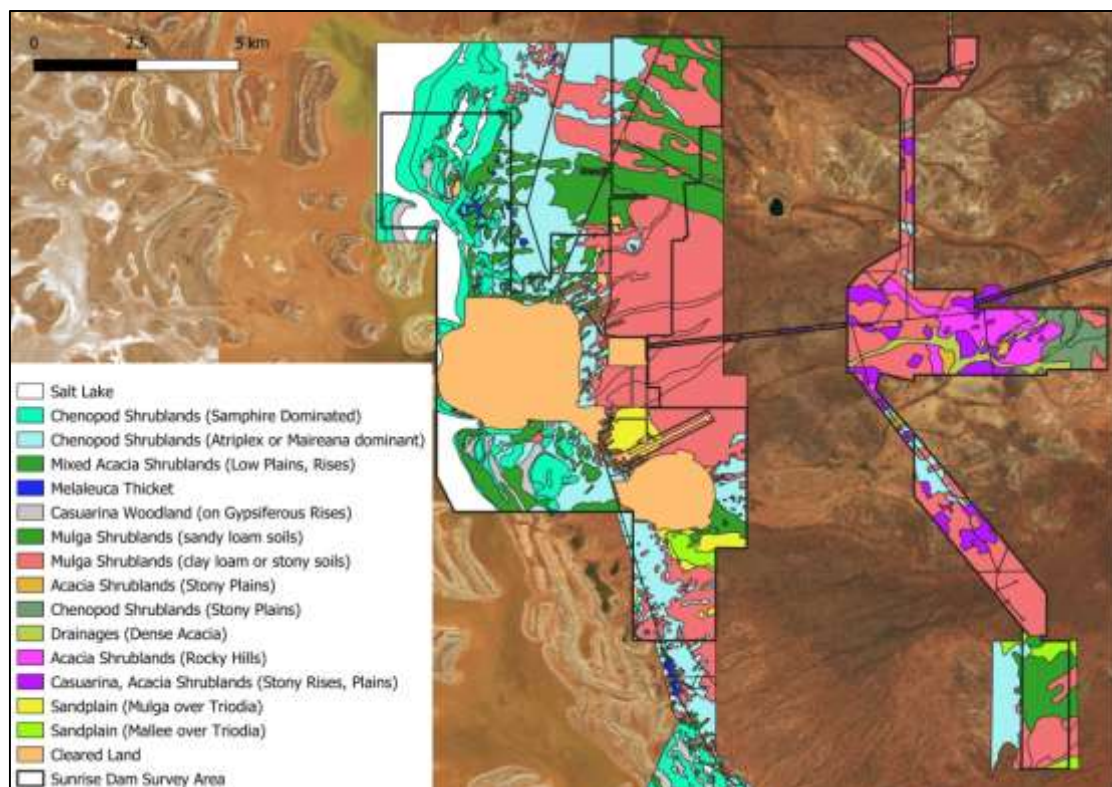 0 2.5 5 km
Salt Lake
Chenopod Shrublands (Samphire Dominated)
Chenopod Shrublands (Atriplex or Maireana dominant)
Mixed Acacia Shrublands (Low Plains, Rises)
Melaleuca Thicket
Casuarina Woodland (on Gypsiferous Rises)
Mulga Shrublands (sandy loam soils)
Mulga Shrublands (clay loam or stony soils)
Acacia Shrublands (Stony Plains)
Chenopod Shrublands (Stony Plains)
Drainages (Dense Acacia)
Acacia Shrublands (Rocky Hills)
Casuarina, Acacia Shrublands (Stony Rises, Plains)
Sandplain (Mulga over Triodia)
Sandplain (Mallee over Triodia)
Cleared Land
Sunrise Dam Survey Area